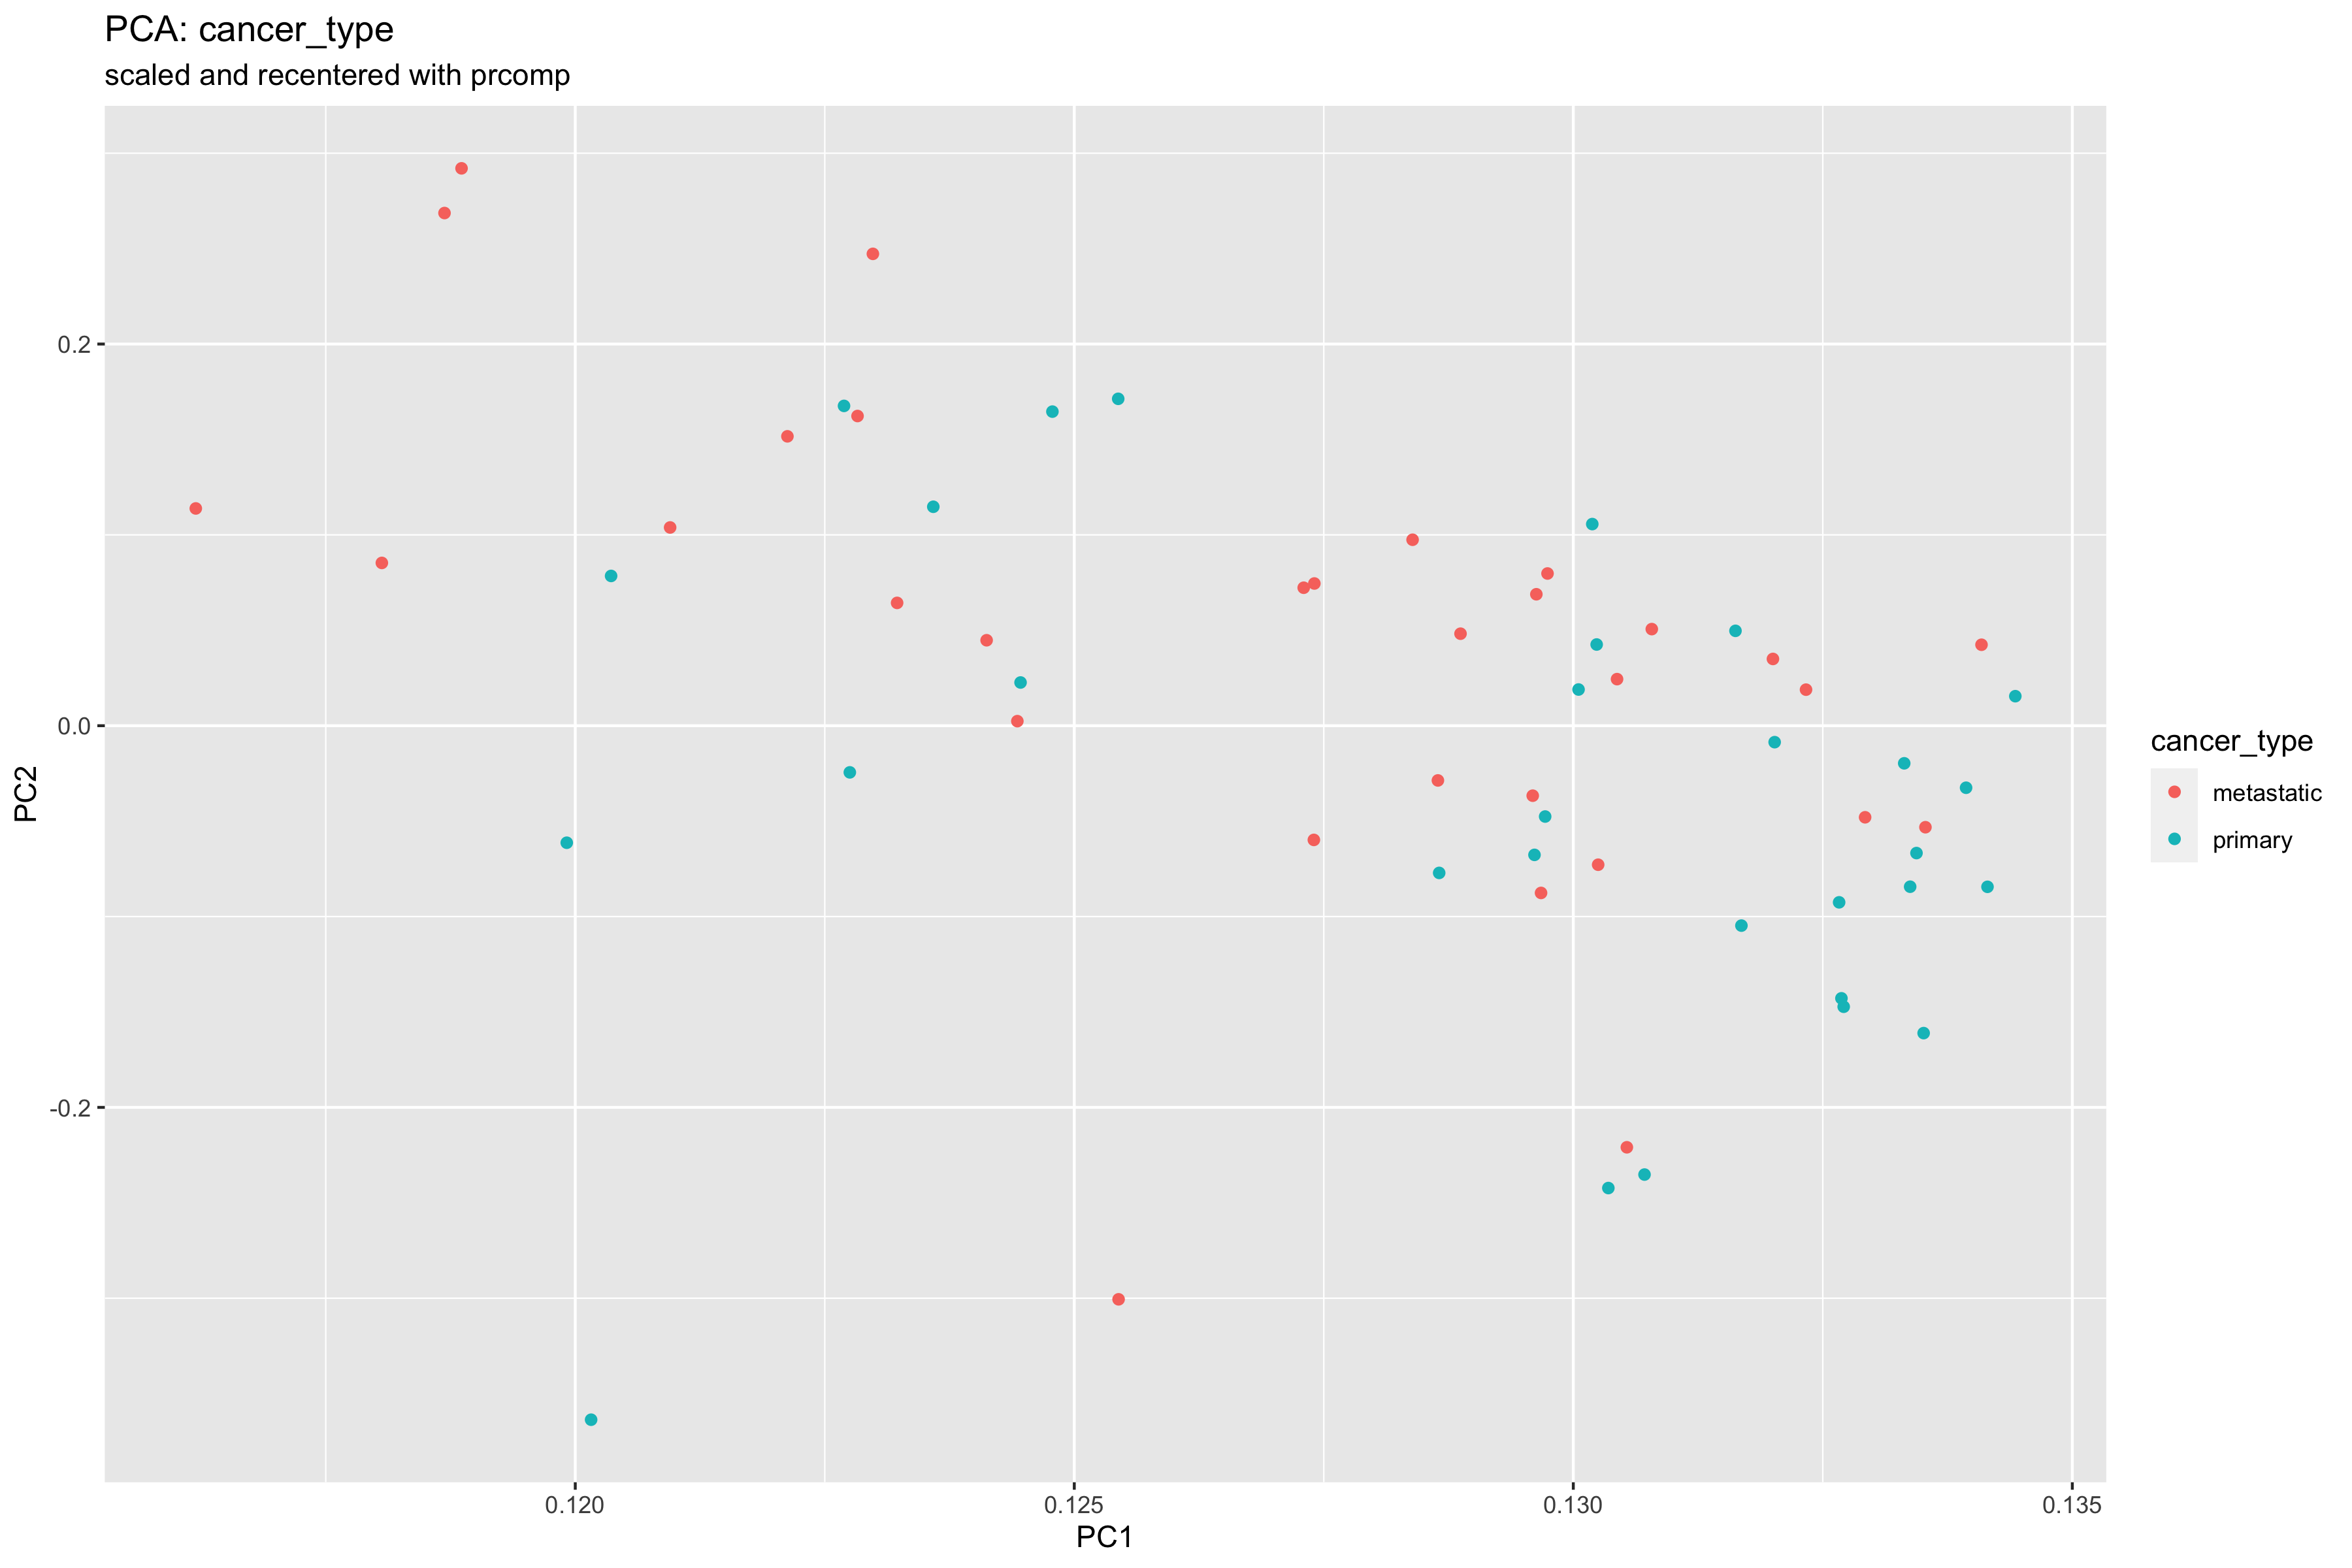 PCA: cancer_type
scaled and recentered with prcomp
0.2
0.0
-0.2
PC2
0.120
0.125
0.130
0.135
PC1
cancer_type
metastatic
primary